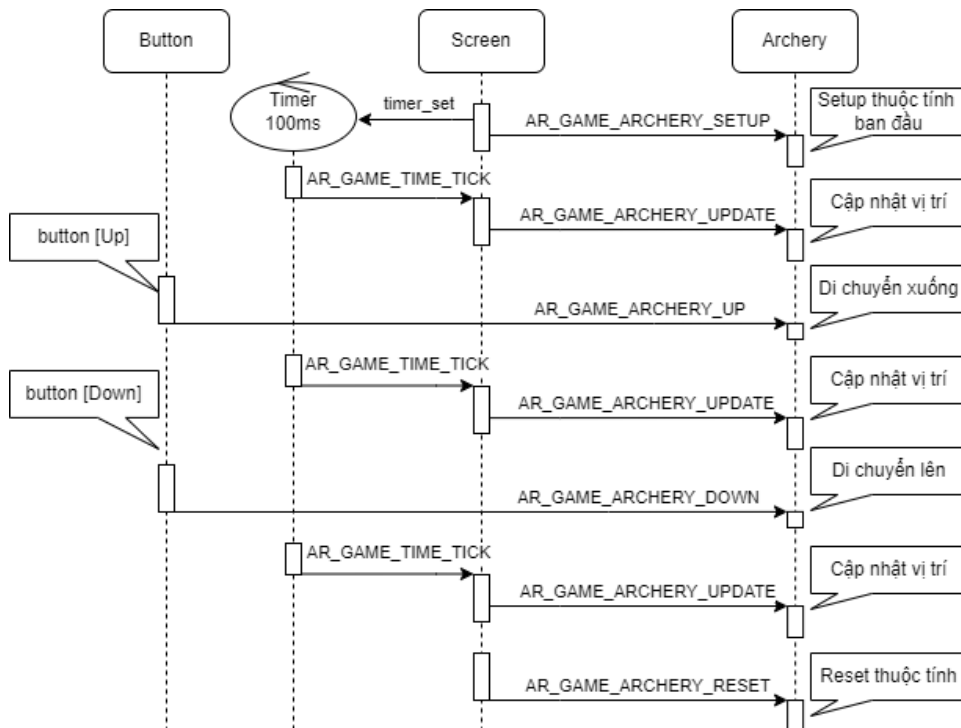 Button
Screen
Archery
Timer
100ms
timer_set
AR_GAME_ARCHERY_SETUP
Setup thuộc tính
ban đầu
AR_GAME_TIME_TICK
AR_GAME_ARCHERY_UPDATE
Cập nhật vị trí
button [Up]
AR_GAME_ARCHERY_UP
Di chuyển xuống
AR_GAME_TIME_TICK
button [Down]
AR_GAME_ARCHERY_UPDATE
Cập nhật vị trí
AR_GAME_ARCHERY_DOWN
Di chuyển lên
AR_GAME_TIME_TICK
AR_GAME_ARCHERY_UPDATE
Cập nhật vị trí
AR_GAME_ARCHERY_RESET
Reset thuộc tính